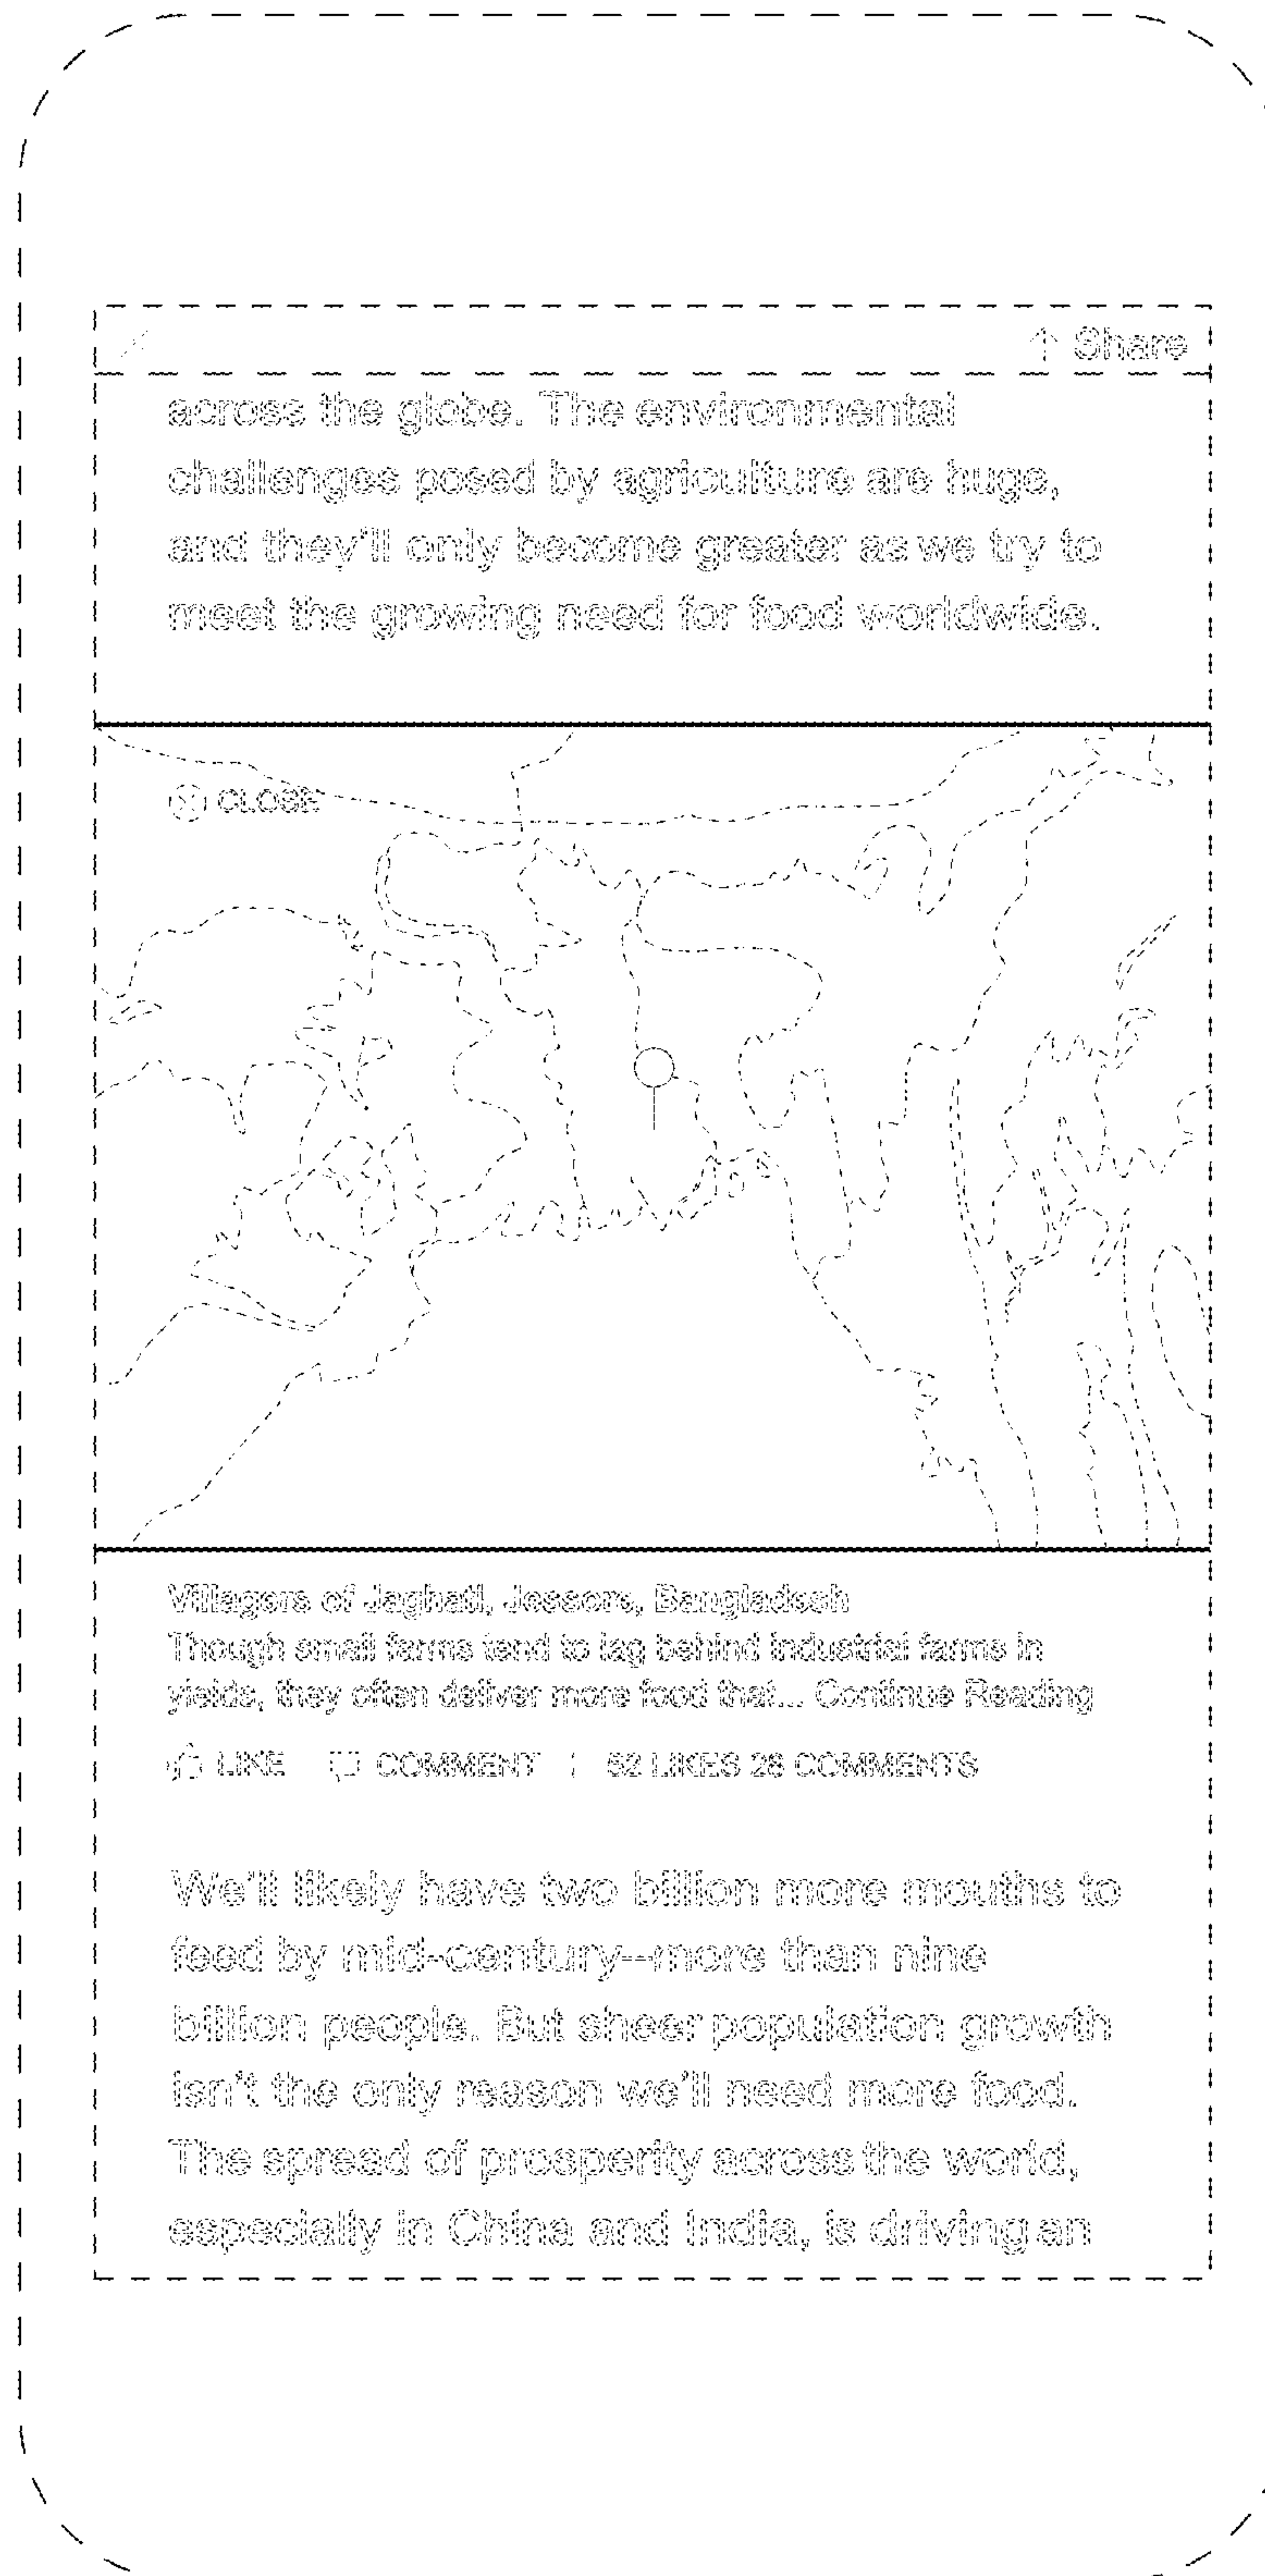 Share
across the globe. The environmental
challenges posed by agriculture are huge,
and they'll only become greater as we try to
meet the growing need for food worldwide.
CLOSE
Villagers of Jaghati, Jessors, Bangladesh
Though small farms tend to lag behind industrial farms in
yields, they often deliver more food that... Continue Reading
LIKE COMMENT | 52 LIKES 28 COMMENTS
We'll likely have two billion more mouths to
feed by mid-century--more than nine
billion people. But sheer population growth
isn't the only reason we'll need more food.
The spread of prosperity across the world,
especially in China and India, is driving an